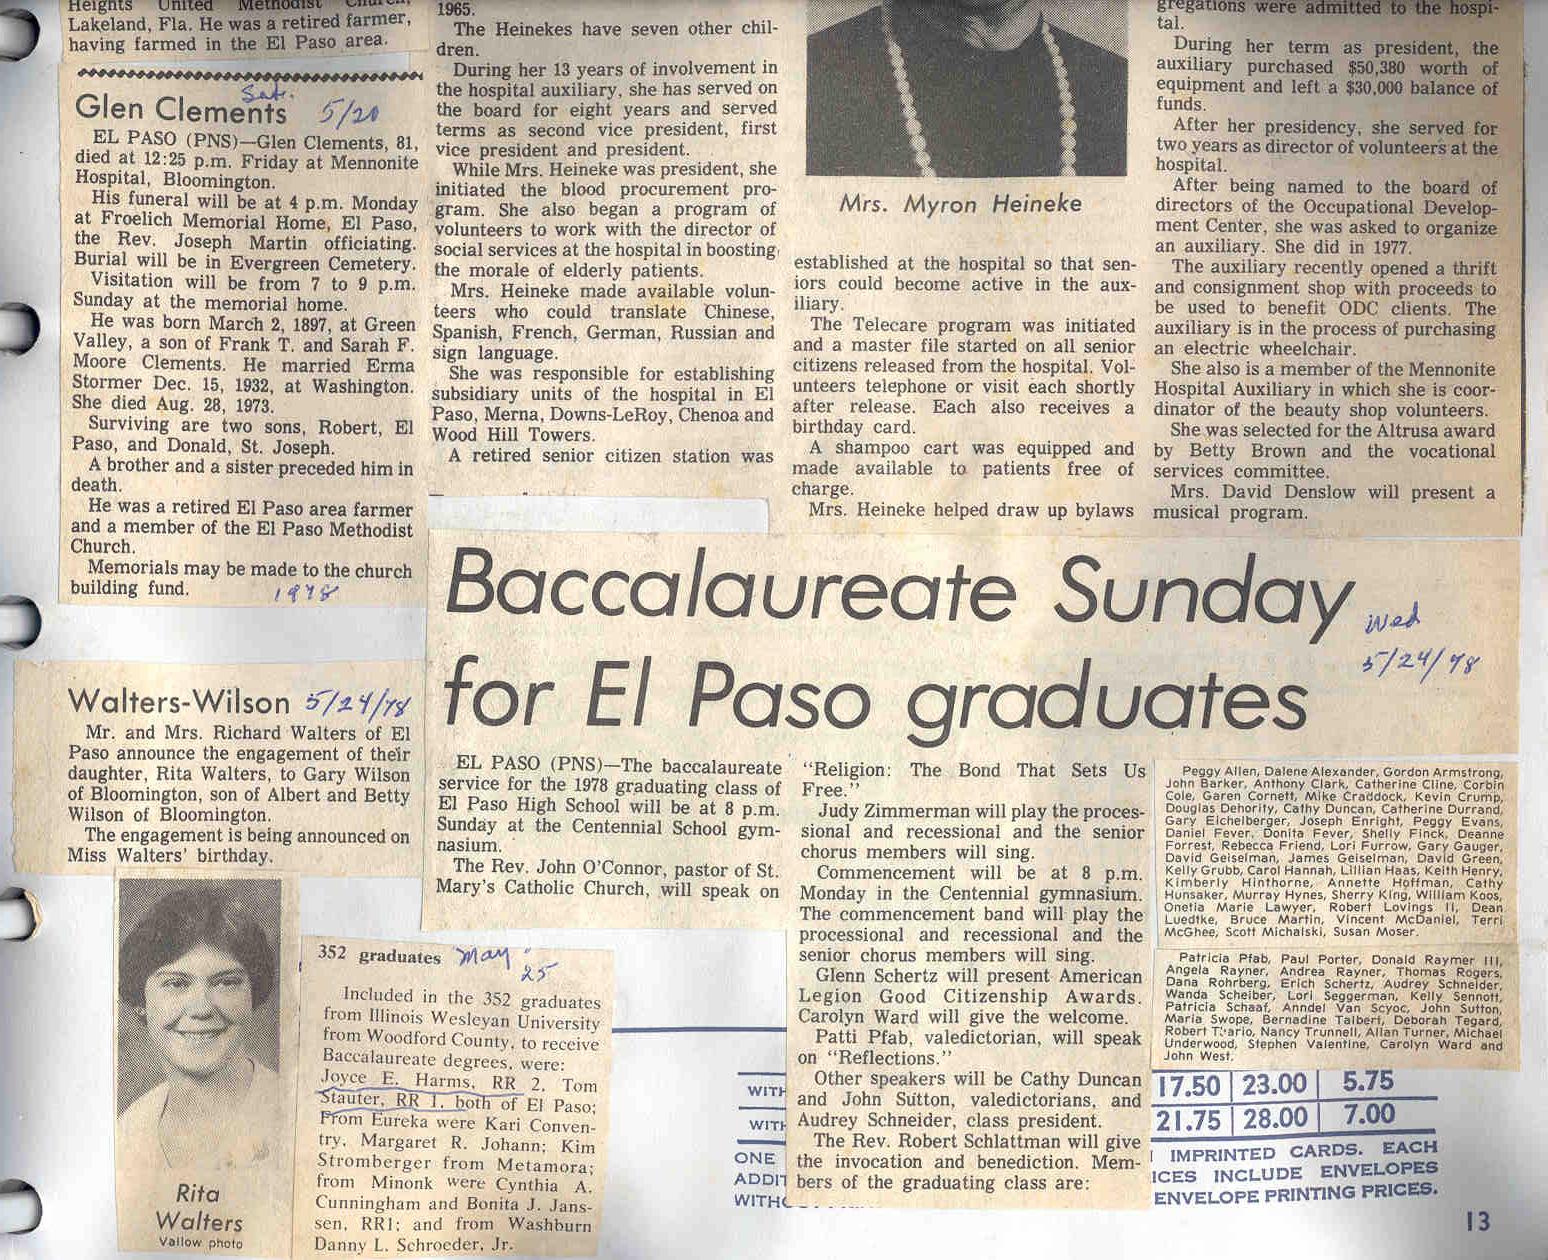 Heights United Methodist Church,
Lakeland, Fla. He was a retired farmer,
having farmed in the El Paso area.
Glen Clements
Sat.
5/20
EL PASO (PNS)—Glen Clements, 81,
died at 12:25 p.m. Friday at Mennonite
Hospital, Bloomington.
His funeral will be at 4 p.m. Monday
at Froelich Memorial Home, El Paso,
the Rev. Joseph Martin officiating.
Burial will be in Evergreen Cemetery.
Visitation will be from 7 to 9 p.m.
Sunday at the memorial home.
He was born March 2, 1897, at Green
Valley, a son of Frank T. and Sarah F.
Moore Clements. He married Erma
Stormer Dec. 15, 1932, at Washington.
She died Aug. 28, 1973.
Surviving are two sons, Robert, El
Paso, and Donald, St. Joseph.
A brother and a sister preceded him in
death.
He was a retired El Paso area farmer
and a member of the El Paso Methodist
Church.
Memorials may be made to the church
building fund.
1978
1965.
The Heinekes have seven other chil-
dren.
During her 13 years of involvement in
the hospital auxiliary, she has served on
the board for eight years and served
terms as second vice president, first
vice president and president.
While Mrs. Heineke was president, she
initiated the blood procurement pro-
gram. She also began a program of
volunteers to work with the director of
social services at the hospital in boosting
the morale of elderly patients.
Mrs. Heineke made available volun-
teers who could translate Chinese,
Spanish, French, German, Russian and
sign language.
She was responsible for establishing
subsidiary units of the hospital in El
Paso, Merna, Downs-LeRoy, Chenoa and
Wood Hill Towers.
A retired senior citizen station was
Mrs. Myron Heineke
established at the hospital so that sen-
iors could become active in the aux-
iliary.
The Telecare program was initiated
and a master file started on all senior
citizens released from the hospital. Vol-
unteers telephone or visit each shortly
after release. Each also receives a
birthday card.
A shampoo cart was equipped and
made available to patients free of
charge.
Mrs. Heineke helped draw up bylaws
gregations were admitted to the hospi-
tal.
During her term as president, the
auxiliary purchased $50,380 worth of
equipment and left a $30,000 balance of
funds.
After her presidency, she served for
two years as director of volunteers at the
hospital.
After being named to the board of
directors of the Occupational Develop-
ment Center, she was asked to organize
an auxiliary. She did in 1977.
The auxiliary recently opened a thrift
and consignment shop with proceeds to
be used to benefit ODC clients. The
auxiliary is in the process of purchasing
an electric wheelchair.
She also is a member of the Mennonite
Hospital Auxiliary in which she is coor-
dinator of the beauty shop volunteers.
She was selected for the Altrusa award
by Betty Brown and the vocational
services committee.
Mrs. David Denslow will present a
musical program.
Walters-Wilson
5/24/78
Mr. and Mrs. Richard Walters of El
Paso announce the engagement of their
daughter, Rita Walters, to Gary Wilson
of Bloomington, son of Albert and Betty
Wilson of Bloomington.
The engagement is being announced on
Miss Walters' birthday.
Rita
Walters
Vallow photo
352 graduates
May
25
Included in the 352 graduates
from Illinois Wesleyan University
from Woodford County, to receive
Baccalaureate degrees, were:
Joyce E. Harms, RR 2, Tom
Stauter, RR 1, both of El Paso;
From Eureka were Kari Conven-
try, Margaret R. Johann; Kim
Stromberger from Metamora;
from Minonk were Cynthia A.
Cunningham and Bonita J. Jans-
sen, RR1; and from Washburn
Danny L. Schroeder, Jr.
Baccalaureate Sunday
for El Paso graduates
Wed
5/24/78
EL PASO (PNS)—The baccalaureate
service for the 1978 graduating class of
El Paso High School will be at 8 p.m.
Sunday at the Centennial School gym-
nasium.
The Rev. John O'Connor, pastor of St.
Mary's Catholic Church, will speak on
"Religion: The Bond That Sets Us
Free."
Judy Zimmerman will play the proces-
sional and recessional and the senior
chorus members will sing.
Commencement will be at 8 p.m.
Monday in the Centennial gymnasium.
The commencement band will play the
processional and recessional and the
senior chorus members will sing.
Glenn Schertz will present American
Legion Good Citizenship Awards.
Carolyn Ward will give the welcome.
Patti Pfab, valedictorian, will speak
on "Reflections."
Other speakers will be Cathy Duncan
and John Sutton, valedictorians, and
Audrey Schneider, class president.
The Rev. Robert Schlattman will give
the invocation and benediction. Mem-
bers of the graduating class are:
Peggy Allen, Dalene Alexander, Gordon Armstrong,
John Barker, Anthony Clark, Catherine Cline, Corbin
Cole, Garen Cornett, Mike Craddock, Kevin Crump,
Douglas Dehority, Cathy Duncan, Catherine Durrand,
Gary Eichelberger, Joseph Enright, Peggy Evans,
Daniel Fever, Donita Fever, Shelly Finck, Deanne
Forrest, Rebecca Friend, Lori Furrow, Gary Gauger,
David Geiselman, James Geiselman, David Green,
Kelly Grubb, Carol Hannah, Lillian Haas, Keith Henry,
Kimberly Hinthorne, Annette Hoffman, Cathy
Hunsaker, Murray Hynes, Sherry King, William Koos,
Onetia Marie Lawyer, Robert Lovings II, Dean
Luedtke, Bruce Martin, Vincent McDaniel, Terri
McGhee, Scott Michalski, Susan Moser.
Patricia Pfab, Paul Porter, Donald Raymer III,
Angela Rayner, Andrea Rayner, Thomas Rogers,
Dana Rohrberg, Erich Schertz, Audrey Schneider,
Wanda Scheiber, Lori Seggerman, Kelly Sennott,
Patricia Schaaf, Anndel Van Scyoc, John Sutton,
Maria Swope, Bernadine Talbert, Deborah Tegard,
Robert Nancy Trunnell, Allan Turner, Michael
Underwood, Stephen Valentine, Carolyn Ward and
John West.
WITH
WITH
ONE
ADDIT
WITHO
17.50 23.00 5.75
21.75 28.00 7.00
IMPRINTED CARDS. EACH
ICES INCLUDE ENVELOPES
ENVELOPE PRINTING PRICES.
13